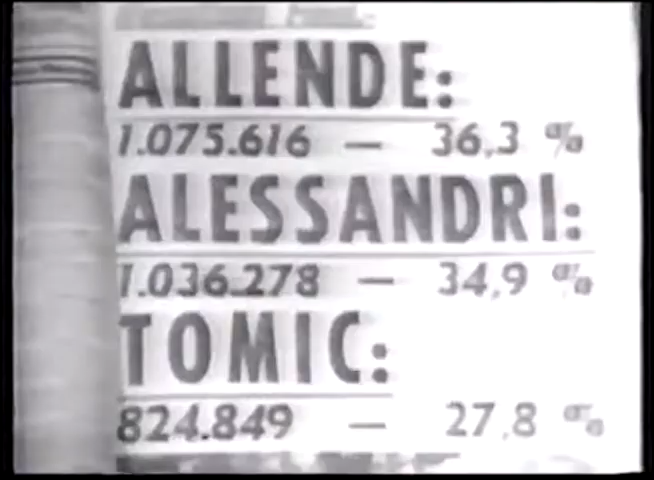 ALLENDE:
1.075.616 — 36,3 %
ALESSANDRI:
1.036.278 — 34,9 %
TOMIC:
824.849 — 27,8 %